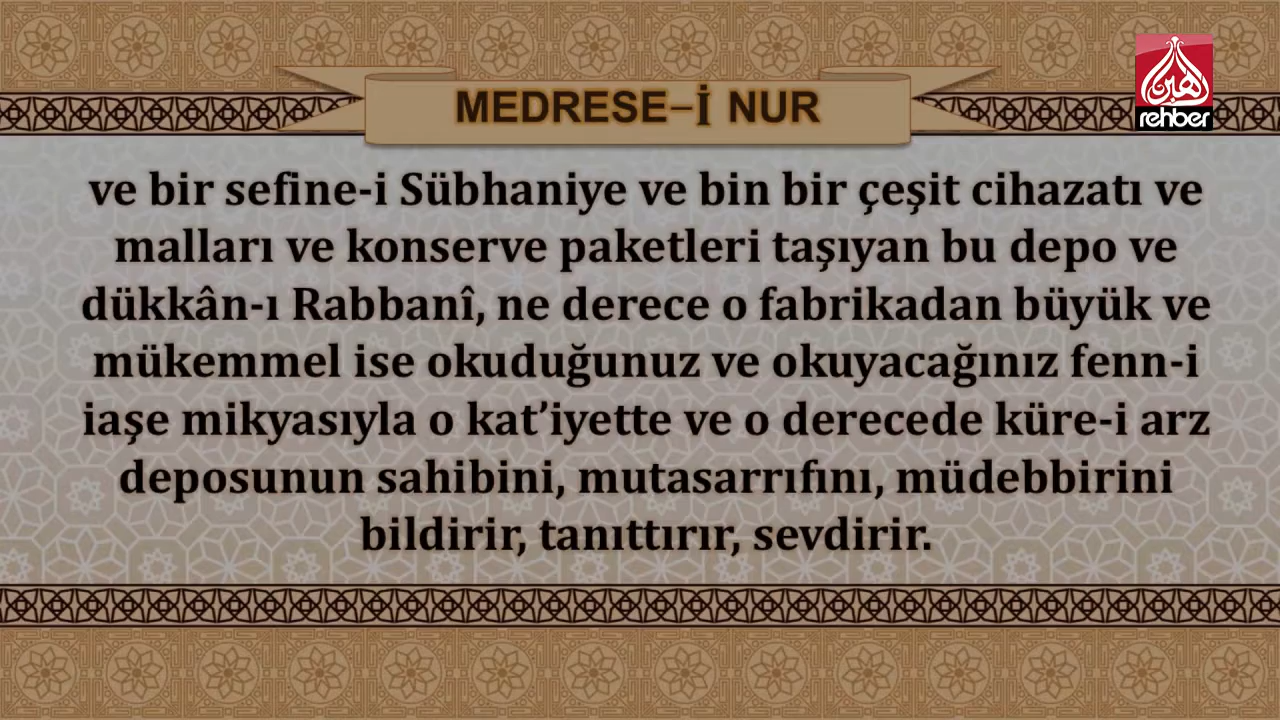 MEDRESE-İ NUR
rehber
ve bir sefine-i Sübhaniye ve bin bir çeşit cihazatı ve
malları ve konserve paketleri taşıyan bu depo ve
dükkân-ı Rabbanî, ne derece o fabrikadan büyük ve
mükemmel ise okuduğunuz ve okuyacağınız fenn-i
iaşe mikyasıyla o kat’iyette ve o derecede küre-i arz
deposunun sahibini, mutasarrıfını, müdebbirini
bildirir, tanıttırır, sevdirir.